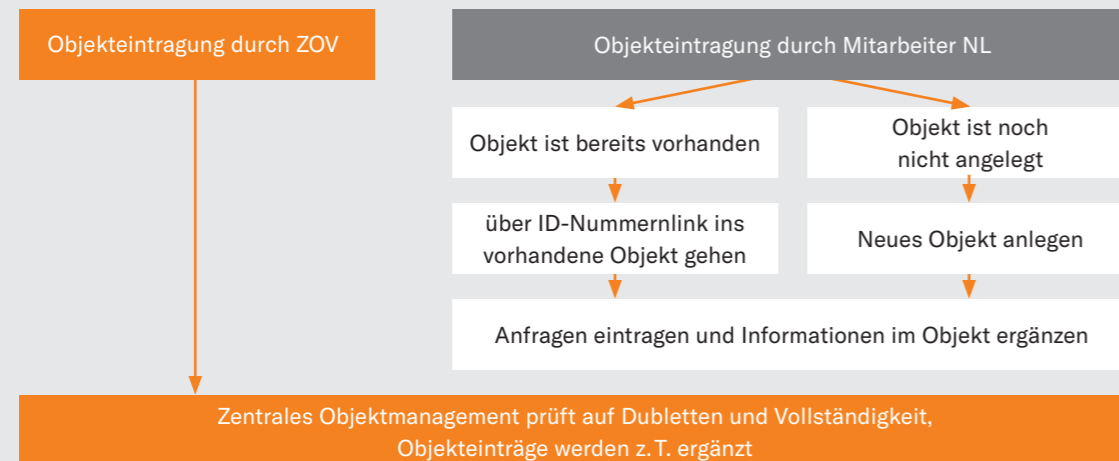 Objekteintragung durch ZOV
Objekteintragung durch Mitarbeiter NL
Objekt ist bereits vorhanden
Objekt ist noch
nicht angelegt
über ID-Nummernlink ins
vorhandene Objekt gehen
Neues Objekt anlegen
Anfragen eintragen und Informationen im Objekt ergänzen
Zentrales Objektmanagement prüft auf Dubletten und Vollständigkeit,
Objekteinträge werden z. T. ergänzt